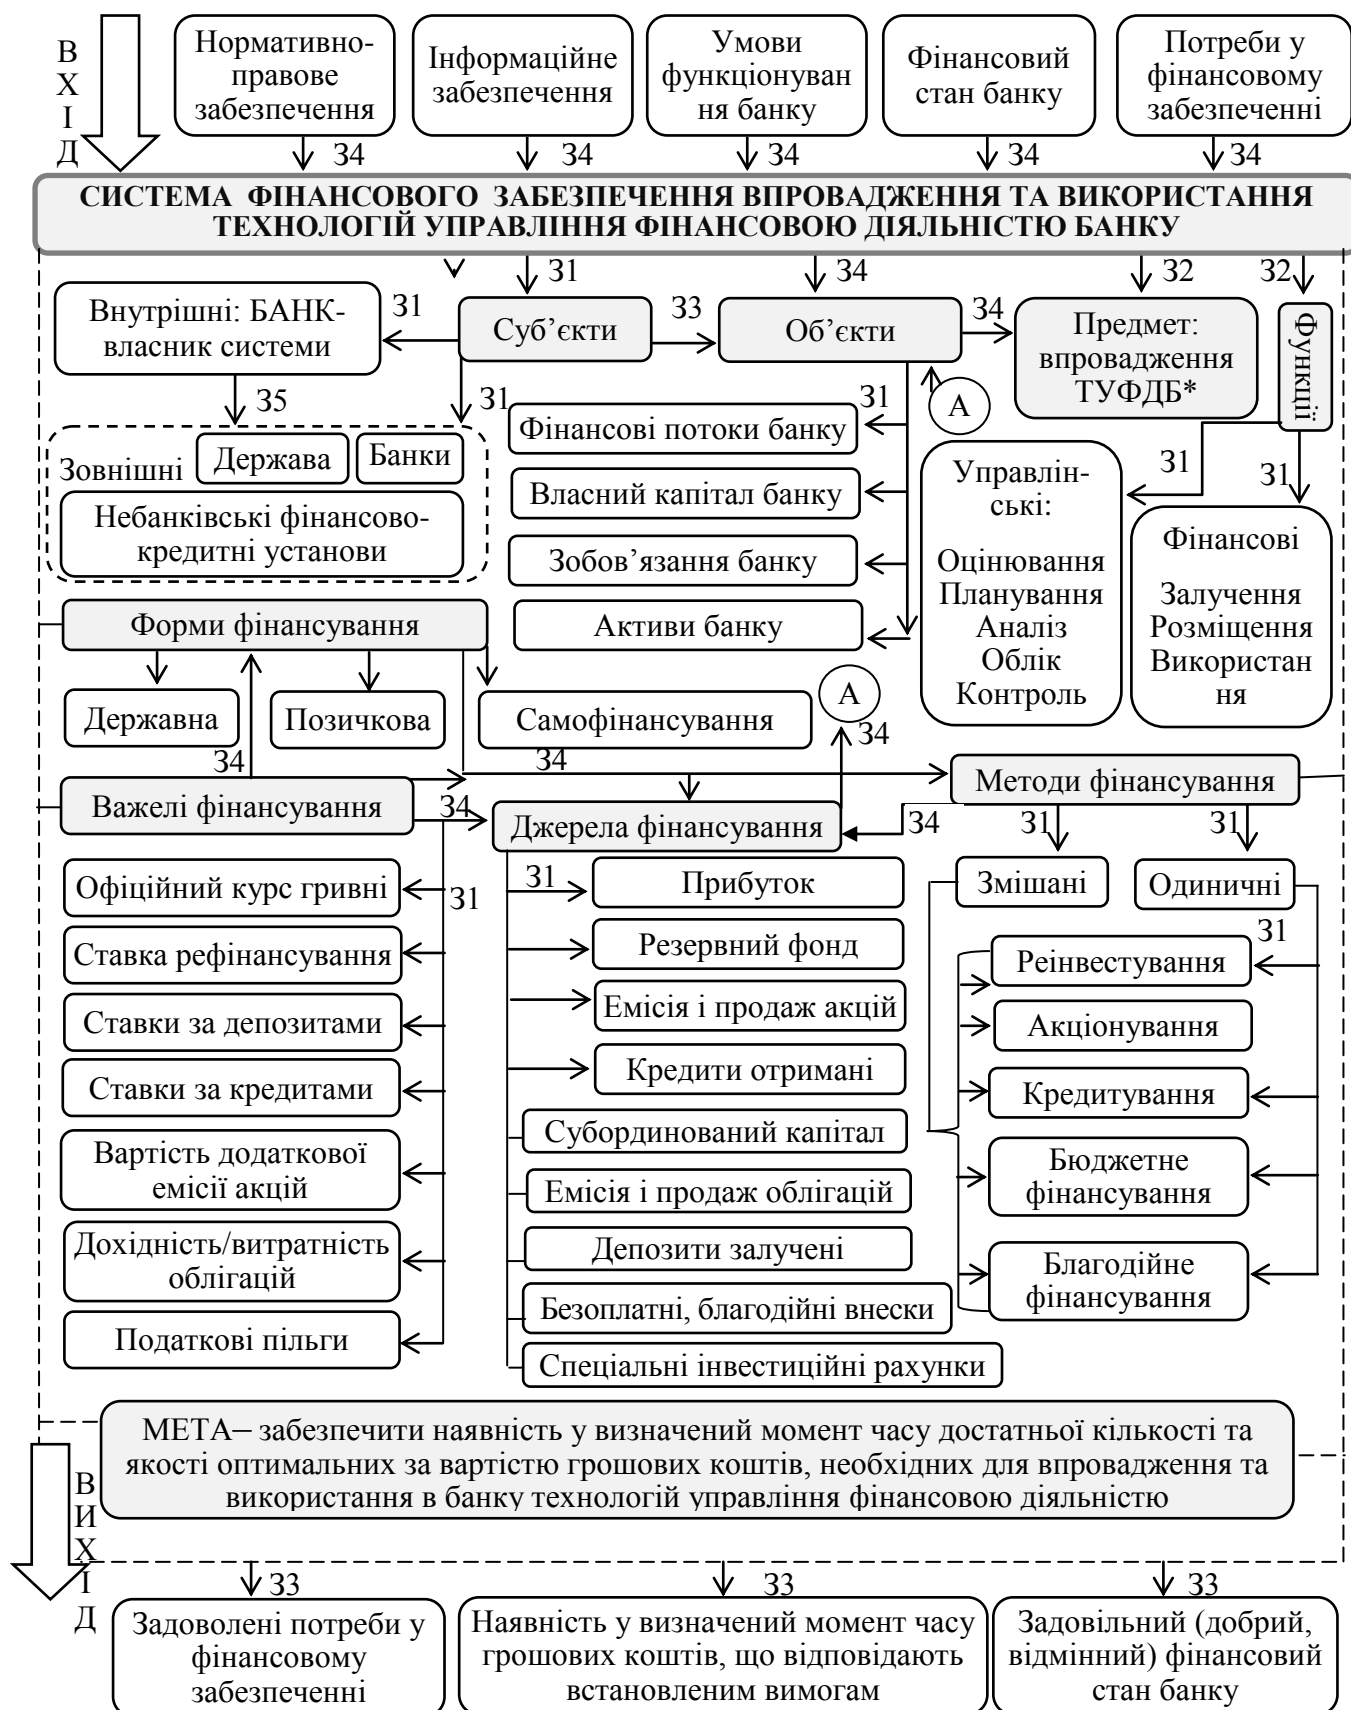 В
Х
І
Д
Нормативно-
правове
забезпечення
Інформаційне
забезпечення
Умови
функціонуван
ня банку
Фінансовий
стан банку
Потреби у
фінансовому
забезпеченні
З4
З4
З4
З4
З4
СИСТЕМА ФІНАНСОВОГО ЗАБЕЗПЕЧЕННЯ ВПРОВАДЖЕННЯ ТА ВИКОРИСТАННЯ
ТЕХНОЛОГІЙ УПРАВЛІННЯ ФІНАНСОВОЮ ДІЯЛЬНІСТЮ БАНКУ
З1
З4
З2
З2
Внутрішні: БАНК-
власник системи
З1
Суб’єкти
З3
Об’єкти
З4
Предмет:
впровадження
ТУФДБ*
Функції
З5
З1
З1
А
Зовнішні
Держава
Банки
Небанківські фінансово-
кредитні установи
Фінансові потоки банку
Власний капітал банку
Зобов’язання банку
Активи банку
З1
З1
Управлін-
ські:
Оцінювання
Планування
Аналіз
Облік
Контроль
Фінансові
Залучення
Розміщення
Використан
ня
Форми фінансування
Державна
Позичкова
Самофінансування
А
З4
З4
З4
Важелі фінансування
З4
Джерела фінансування
З4
Методи фінансування
З1
З1
Офіційний курс гривні
Ставка рефінансування
Ставки за депозитами
Ставки за кредитами
Вартість додаткової
емісії акцій
Дохідність/витратність
облігацій
Податкові пільги
З1
З1
Прибуток
Резервний фонд
Емісія і продаж акцій
Кредити отримані
Субординований капітал
Емісія і продаж облігацій
Депозити залучені
Безоплатні, благодійні внески
Спеціальні інвестиційні рахунки
Змішані
Одиничні
З1
Реінвестування
Акціонування
Кредитування
Бюджетне
фінансування
Благодійне
фінансування
МЕТА– забезпечити наявність у визначений момент часу достатньої кількості та
якості оптимальних за вартістю грошових коштів, необхідних для впровадження та
використання в банку технологій управління фінансовою діяльністю
В
И
Х
І
Д
З3
З3
З3
Задоволені потреби у
фінансовому
забезпеченні
Наявність у визначений момент часу
грошових коштів, що відповідають
встановленим вимогам
Задовільний (добрий,
відмінний) фінансовий
стан банку